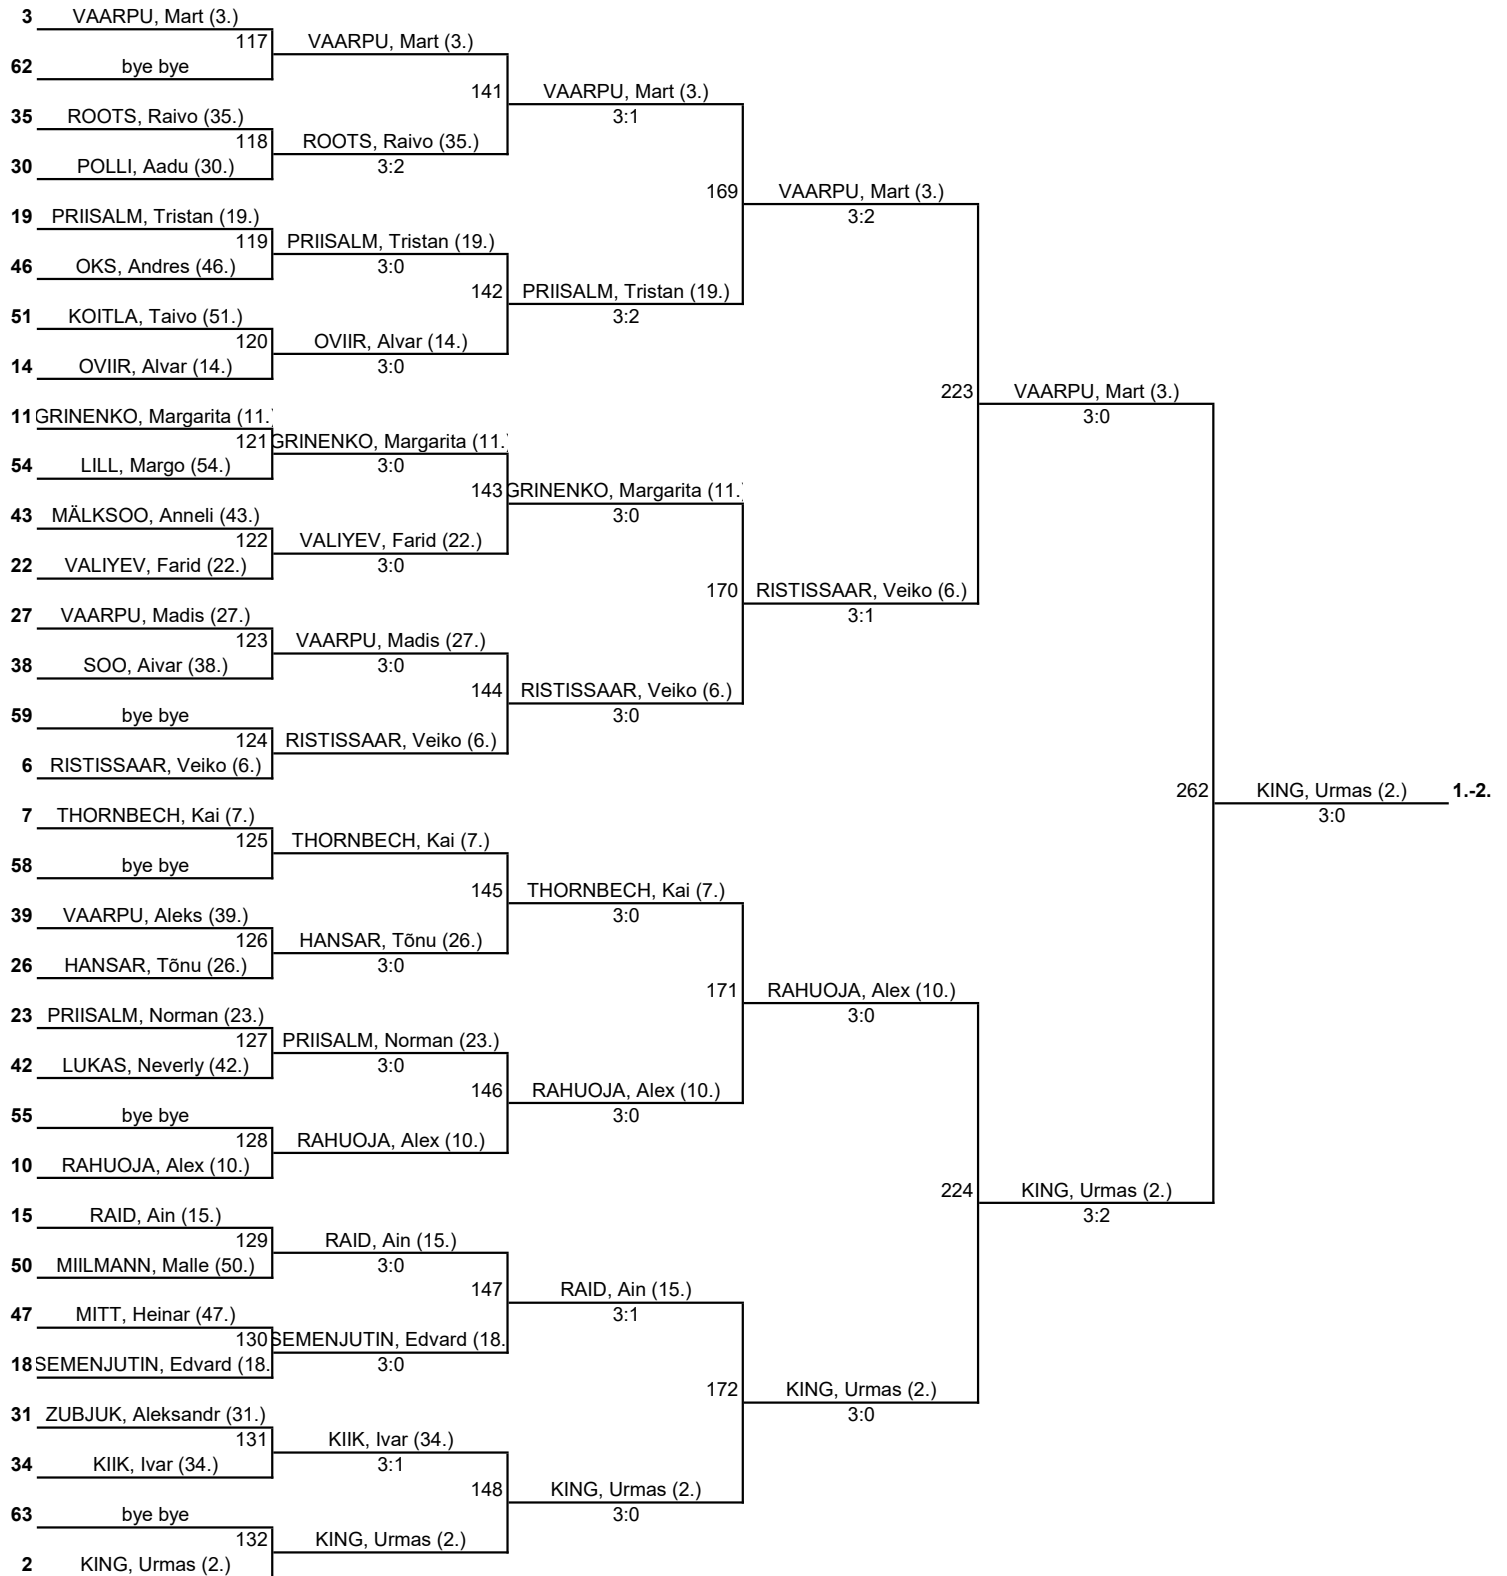 3 VAARPU, Mart (3.)
117 VAARPU, Mart (3.)
62 bye bye
141 VAARPU, Mart (3.)
3:1
35 ROOTS, Raivo (35.)
118 ROOTS, Raivo (35.)
3:2
30 POLLI, Aadu (30.)
169 VAARPU, Mart (3.)
3:2
19 PRIISALM, Tristan (19.)
119 PRIISALM, Tristan (19.)
3:0
46 OKS, Andres (46.)
142 PRIISALM, Tristan (19.)
3:2
51 KOITLA, Taivo (51.)
120 OVIIR, Alvar (14.)
3:0
14 OVIIR, Alvar (14.)
223 VAARPU, Mart (3.)
3:0
11 GRINENKO, Margarita (11.
121 GRINENKO, Margarita (11.
3:0
54 LILL, Margo (54.)
143 GRINENKO, Margarita (11.
3:0
43 MÄLKSOO, Anneli (43.)
122 VALIYEV, Farid (22.)
3:0
22 VALIYEV, Farid (22.)
170 RISTISSAAR, Veiko (6.)
3:1
27 VAARPU, Madis (27.)
123 VAARPU, Madis (27.)
3:0
38 SOO, Aivar (38.)
144 RISTISSAAR, Veiko (6.)
3:0
59 bye bye
124 RISTISSAAR, Veiko (6.)
6 RISTISSAAR, Veiko (6.)
262 KING, Urmas (2.) 1.-2.
3:0
7 THORNBECH, Kai (7.)
125 THORNBECH, Kai (7.)
58 bye bye
145 THORNBECH, Kai (7.)
3:0
39 VAARPU, Aleks (39.)
126 HANSAR, Tõnu (26.)
3:0
26 HANSAR, Tõnu (26.)
171 RAHUOJA, Alex (10.)
3:0
23 PRIISALM, Norman (23.)
127 PRIISALM, Norman (23.)
3:0
42 LUKAS, Neverly (42.)
146 RAHUOJA, Alex (10.)
3:0
55 bye bye
128 RAHUOJA, Alex (10.)
10 RAHUOJA, Alex (10.)
224 KING, Urmas (2.)
3:2
15 RAID, Ain (15.)
129 RAID, Ain (15.)
3:0
50 MIILMANN, Malle (50.)
147 RAID, Ain (15.)
3:1
47 MITT, Heinar (47.)
130 SEMENJUTIN, Edvard (18.
3:0
18 SEMENJUTIN, Edvard (18.
172 KING, Urmas (2.)
3:0
31 ZUBJUK, Aleksandr (31.)
131 KIIK, Ivar (34.)
3:1
34 KIIK, Ivar (34.)
148 KING, Urmas (2.)
3:0
63 bye bye
132 KING, Urmas (2.)
2 KING, Urmas (2.)